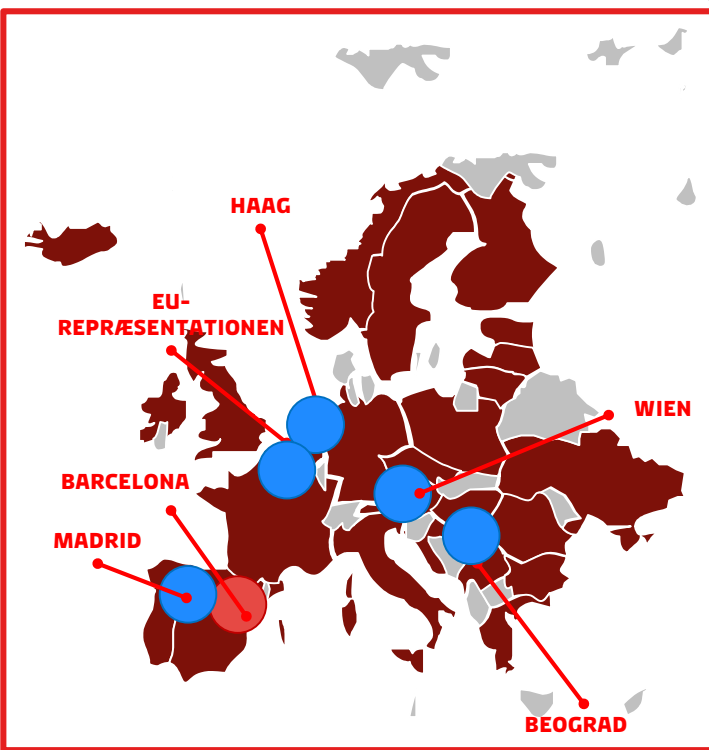 HAAG
EU-
REPRÆSENTATIONEN
WIEN
BARCELONA
MADRID
BEOGRAD